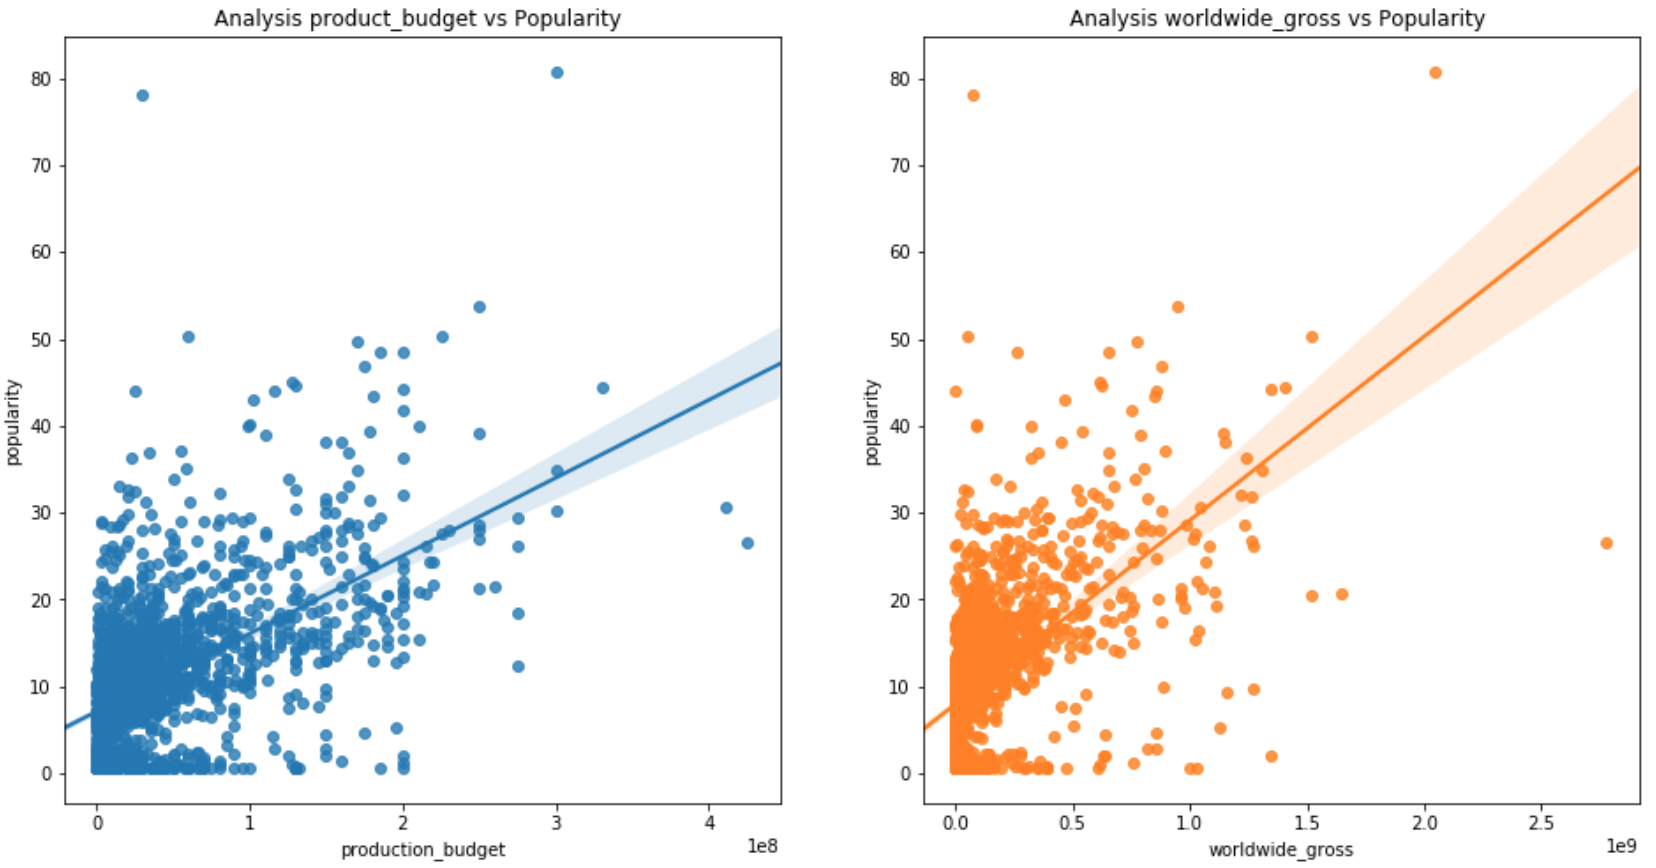 Analysis product_budget vs Popularity
80
70
60
50
40
30
20
10
0
popularity
0 1 2 3 4
1e8
production_budget
Analysis worldwide_gross vs Popularity
80
70
60
50
40
30
20
10
0
popularity
0.0 0.5 1.0 1.5 2.0 2.5
1e9
worldwide_gross